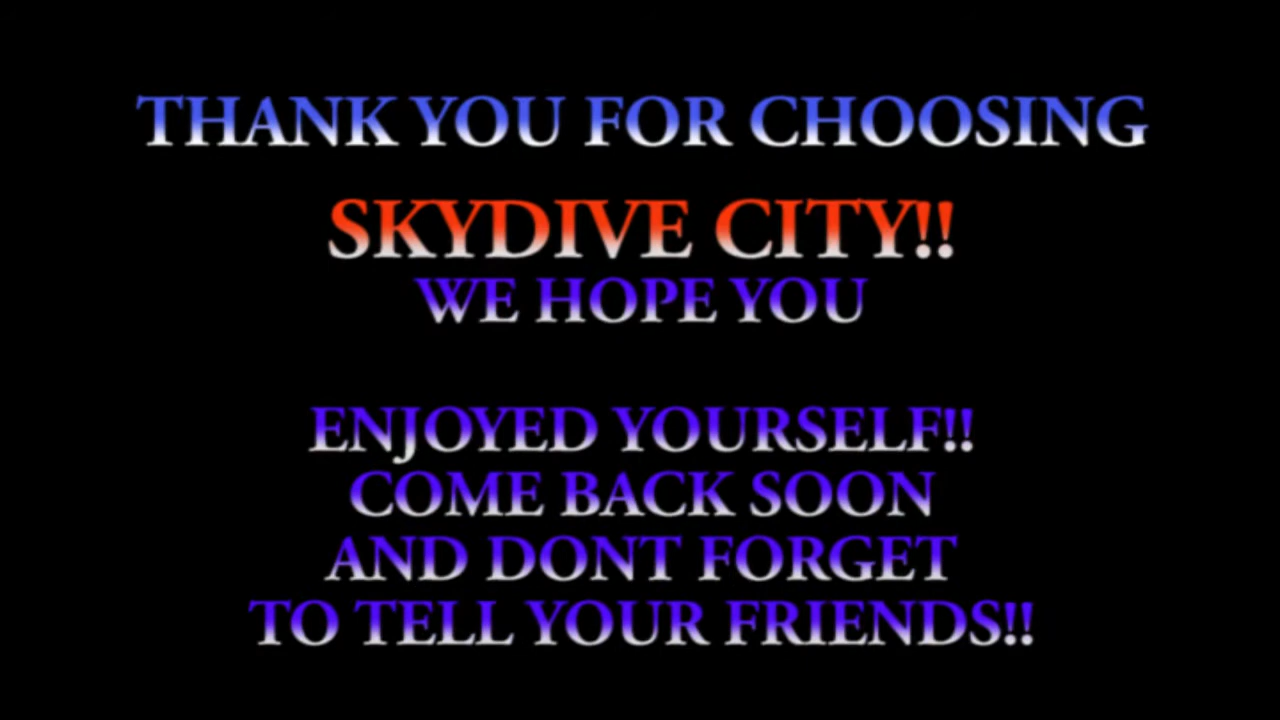 THANK YOU FOR CHOOSING
SKYDIVE CITY!!
WE HOPE YOU
ENJOYED YOURSELF!!
COME BACK SOON
AND DONT FORGET
TO TELL YOUR FRIENDS!!